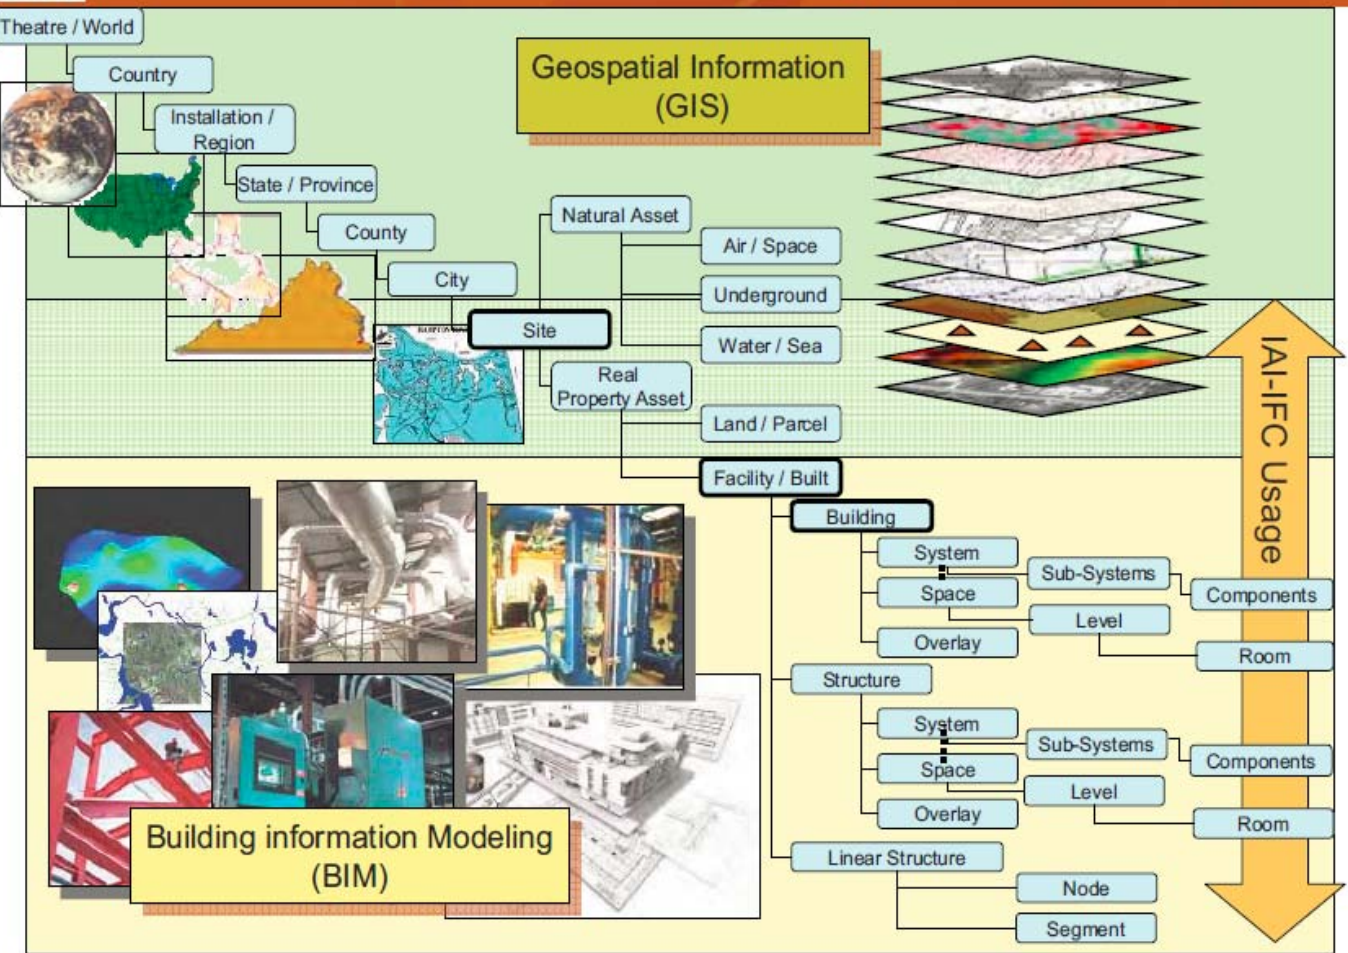 Theatre / World
Country
Installation /
Region
State / Province
County
City
Site
Geospatial Information
(GIS)
Natural Asset
Air / Space
Underground
Water / Sea
Real
Property Asset
Land / Parcel
Facility / Built
Building
System
Sub-Systems
Components
Space
Level
Room
Overlay
Structure
System
Sub-Systems
Components
Space
Level
Room
Overlay
Linear Structure
Node
Segment
IAI-IFC Usage
Building information Modeling
(BIM)